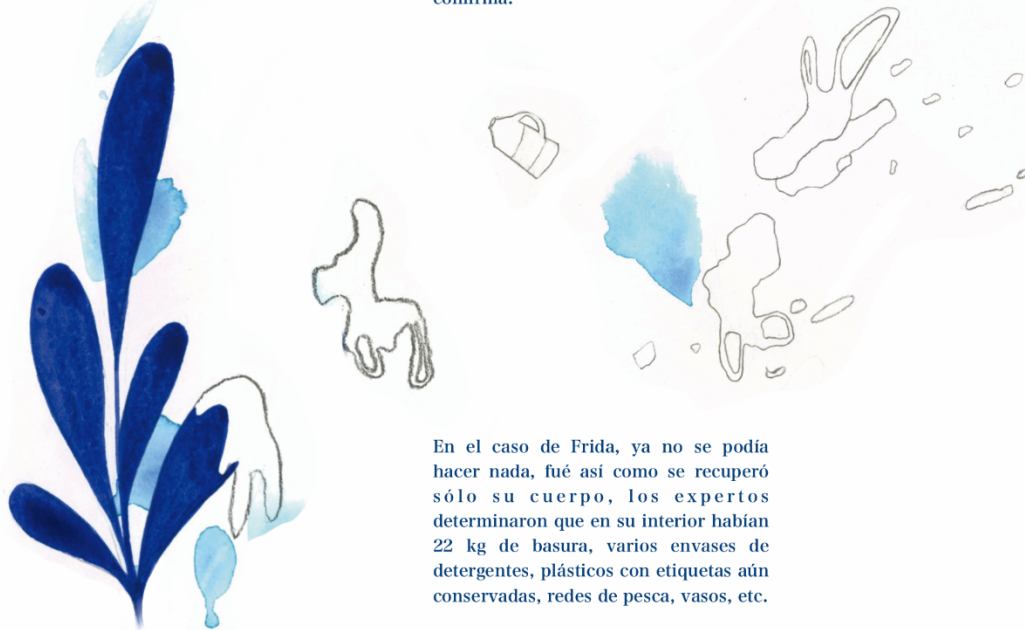 confirma.
En el caso de Frida, ya no se podía
hacer nada, fué así como se recuperó
sólo su cuerpo, los expertos
determinaron que en su interior habían
22 kg de basura, varios envases de
detergentes, plásticos con etiquetas aún
conservadas, redes de pesca, vasos, etc.